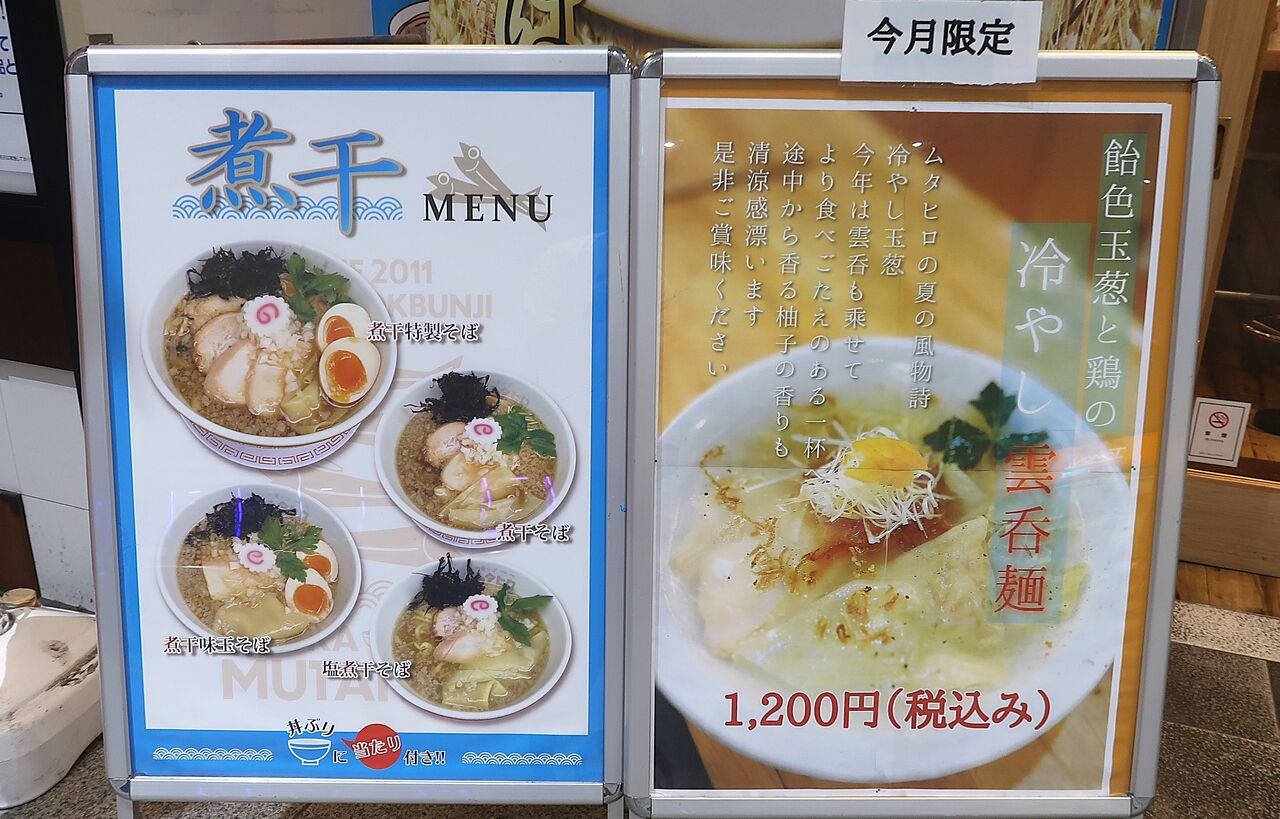 煮干
MENU
2011
KBUNJI
煮干特製そば
煮干そば
煮干味玉そば
塩煮干そば
MUTA
丼ぶりに当たり付き!!
今月限定
飴色玉葱と鶏の
冷やし雲呑麺
ムタヒロの夏の風物詩
冷やし玉葱
今年は雲呑も乗せて
より食べごたえのある一杯
途中から香る柚子の香りも
清涼感漂います
是非ご賞味ください
1,200円(税込み)